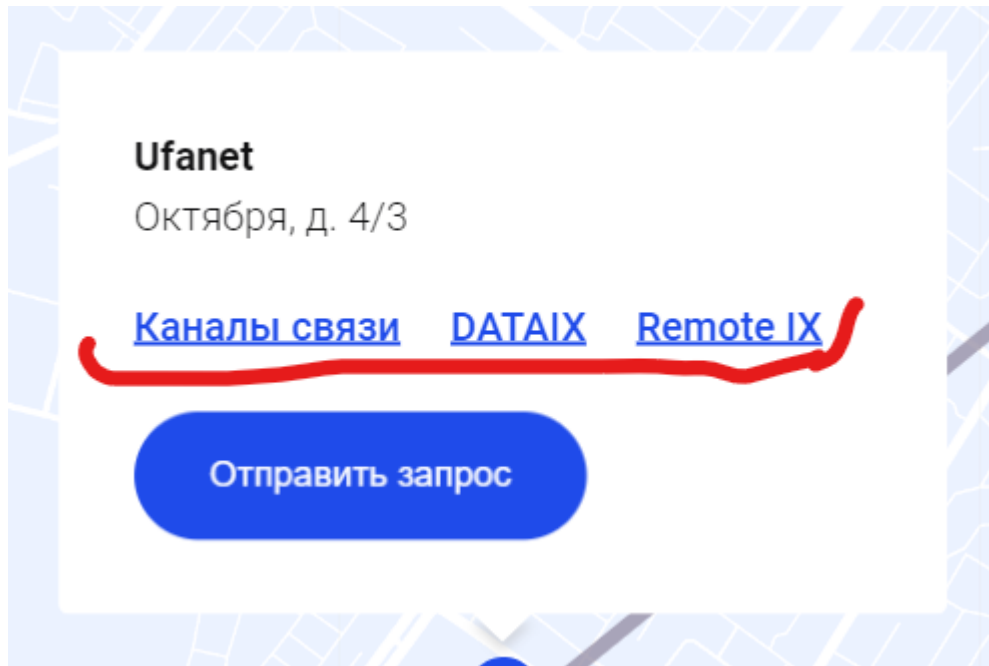 Ufanet
Октября, д. 4/3
Каналы связи DATAIX Remote IX
Отправить запрос